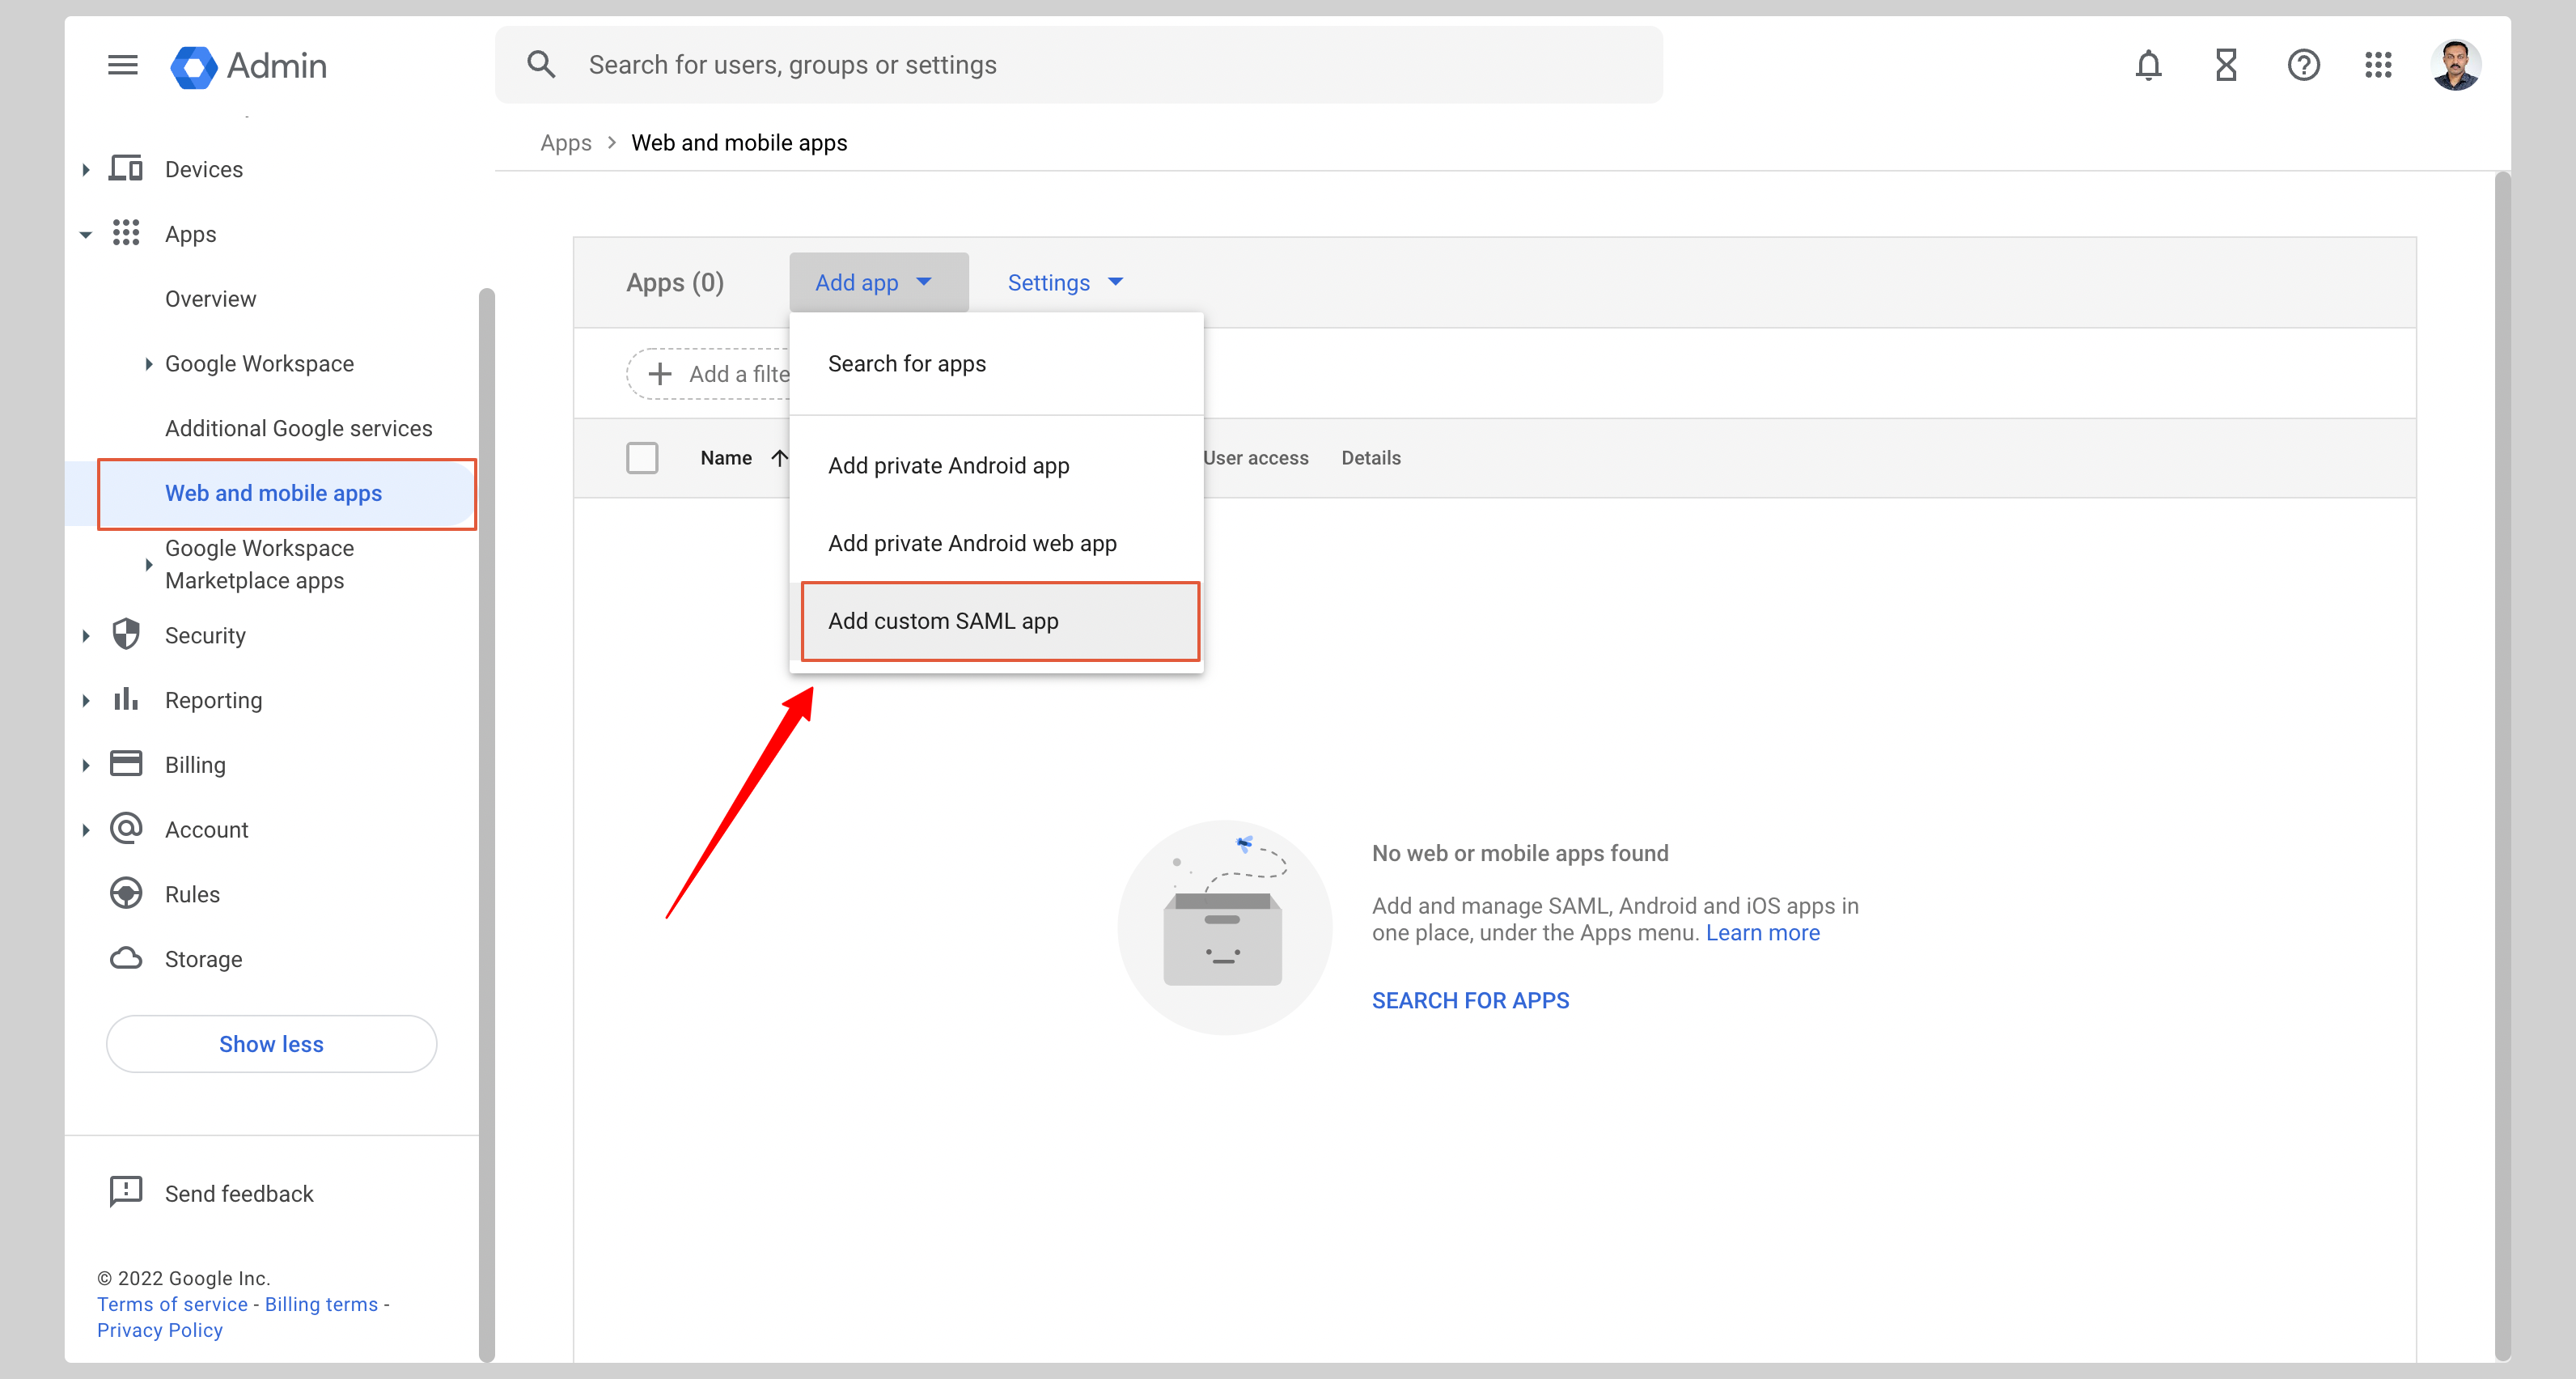 Admin
Search for users, groups or settings
Apps
Web and mobile apps
Devices
Apps
Overview
Google Workspace
Additional Google services
Web and mobile apps
Google Workspace
Marketplace apps
Security
Reporting
Billing
Account
Rules
Storage
Show less
Send feedback
© 2022 Google Inc.
Terms of service - Billing terms -
Privacy Policy
Apps (0)
Add app
Settings
Add a filte
Search for apps
Add private Android app
Add private Android web app
Add custom SAML app
Name
User access
Details
No web or mobile apps found
Add and manage SAML, Android and iOS apps in
one place, under the Apps menu. Learn more
SEARCH FOR APPS